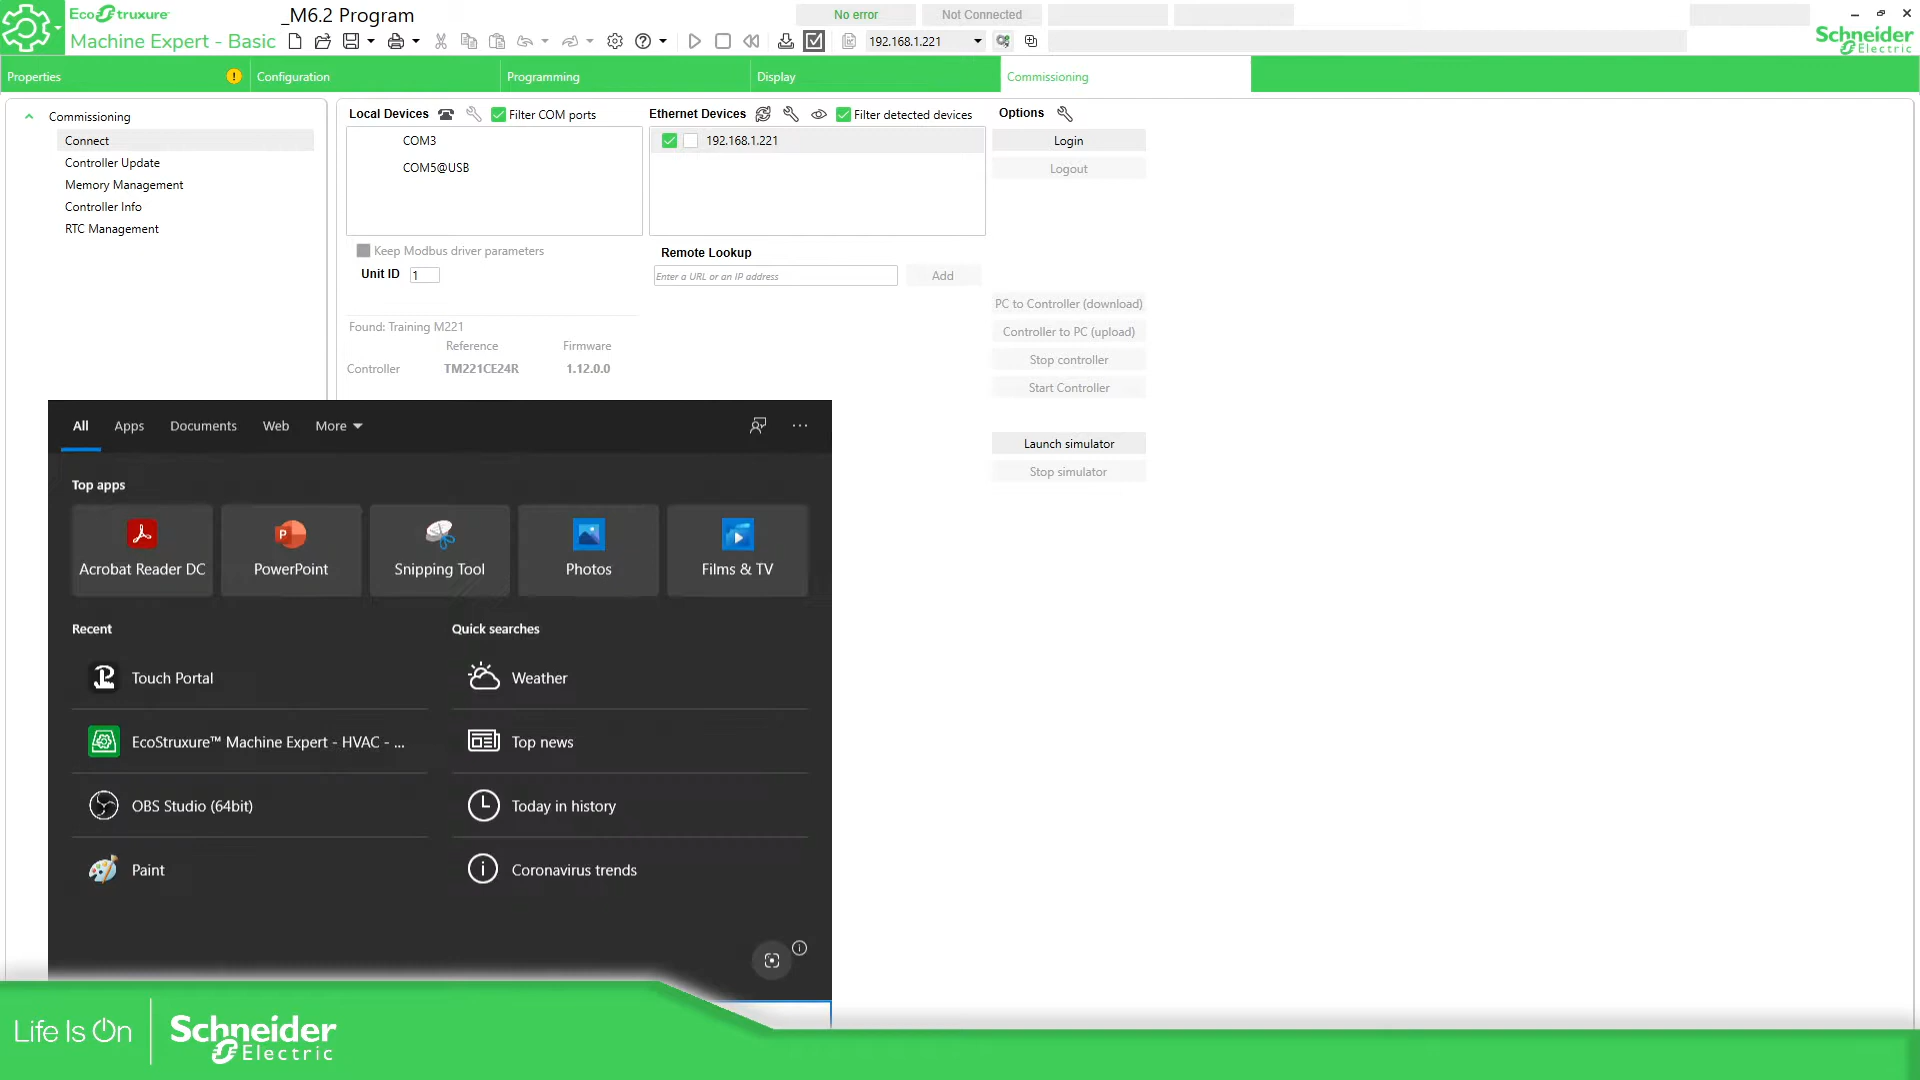 EcoStruxure™
_M6.2 Program
No error
Not Connected
Machine Expert - Basic
192.168.1.221
Schneider
Electric
Properties
Configuration
Programming
Display
Commissioning
Commissioning
Connect
Controller Update
Memory Management
Controller Info
RTC Management
Local Devices
Filter COM ports
COM3
COM5@USB
Keep Modbus driver parameters
Unit ID
1
Found: Training M221
Reference
Firmware
Controller
TM221CE24R
1.12.0.0
Ethernet Devices
Filter detected devices
192.168.1.221
Remote Lookup
Enter a URL or an IP address
Add
Options
Login
Logout
PC to Controller (download)
Controller to PC (upload)
Stop controller
Start Controller
Launch simulator
Stop simulator
All
Apps
Documents
Web
More
Top apps
Acrobat Reader DC
PowerPoint
Snipping Tool
Photos
Films & TV
Recent
Touch Portal
EcoStruxure™ Machine Expert - HVAC - ...
OBS Studio (64bit)
Paint
Quick searches
Weather
Top news
Today in history
Coronavirus trends
Life Is On
Schneider
Electric